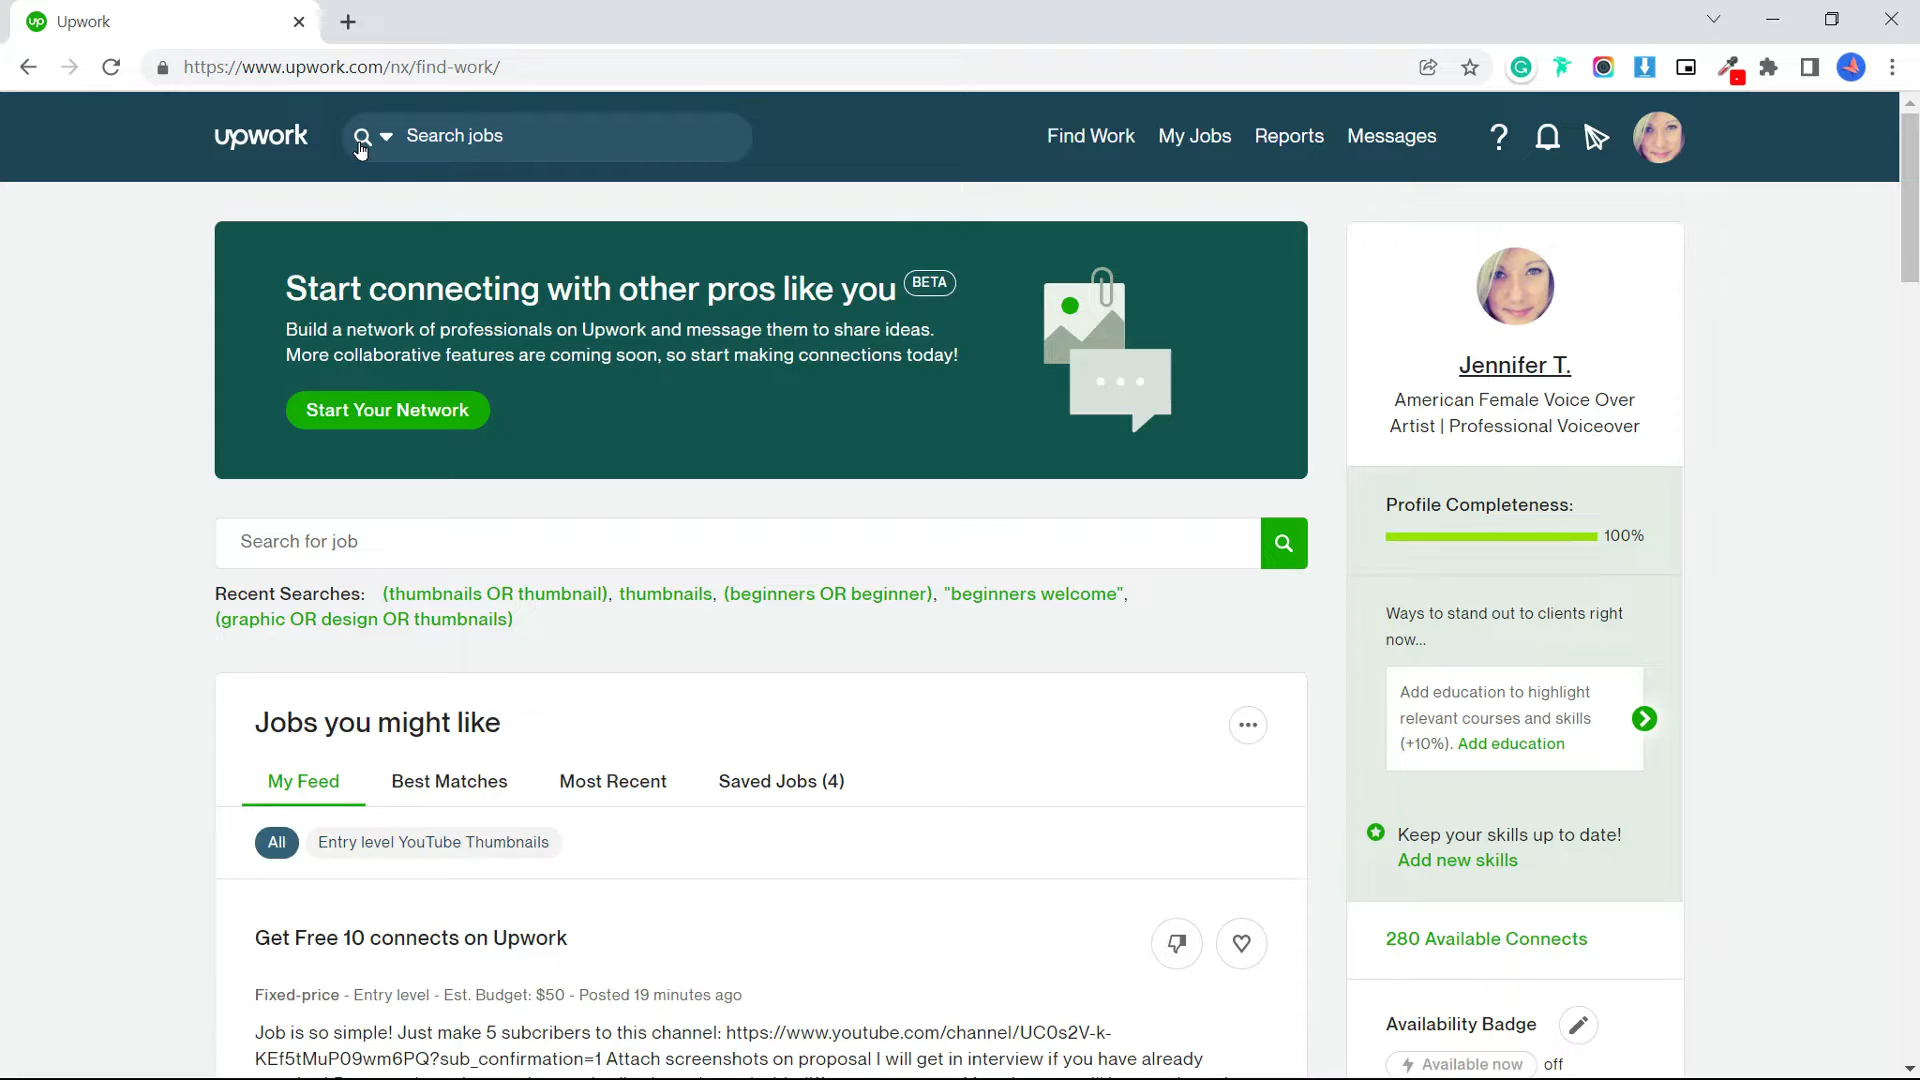 Upwork
https://www.upwork.com/nx/find-work/
upwork
Search jobs
Find Work
My Jobs
Reports
Messages
Start connecting with other pros like you BETA
Build a network of professionals on Upwork and message them to share ideas.
More collaborative features are coming soon, so start making connections today!
Start Your Network
Jennifer T.
American Female Voice Over
Artist | Professional Voiceover
Profile Completeness:
100%
Search for job
Recent Searches: (thumbnails OR thumbnail), thumbnails, (beginners OR beginner), "beginners welcome",
(graphic OR design OR thumbnails)
Ways to stand out to clients right
now...
Add education to highlight
relevant courses and skills
(+10%). Add education
Keep your skills up to date!
Add new skills
280 Available Connects
Availability Badge
Available now off
Jobs you might like
My Feed
Best Matches
Most Recent
Saved Jobs (4)
All
Entry level YouTube Thumbnails
Get Free 10 connects on Upwork
Fixed-price - Entry level - Est. Budget: $50 - Posted 19 minutes ago
Job is so simple! Just make 5 subcribers to this channel: https://www.youtube.com/channel/UC0s2V-k-
KEf5tMuP09wm6PQ?sub_confirmation=1 Attach screenshots on proposal I will get in interview if you have already